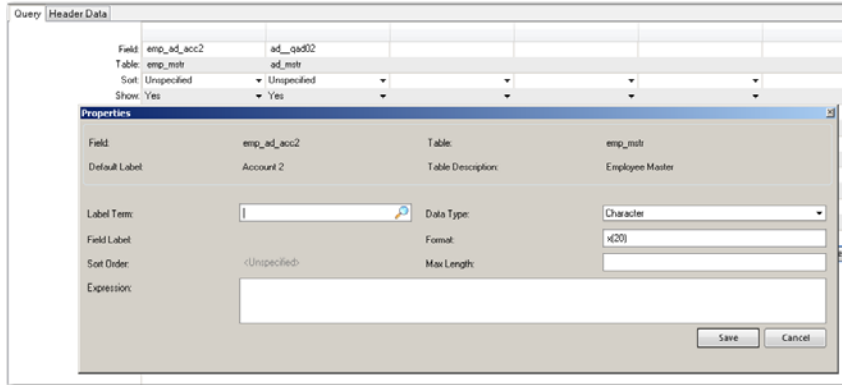 Query Header Data
Field: emp_ad_acc2 ad__qad02
Table: emp_mstr ad_mstr
Sort: Unspecified Unspecified
Show: Yes Yes
Properties
Field: emp_ad_acc2 Table: emp_mstr
Default Label: Account 2 Table Description: Employee Master
Label Term: Data Type: Character
Field Label: Format: x(20)
Sort Order: <Unspecified> Max Length:
Expression:
Save Cancel